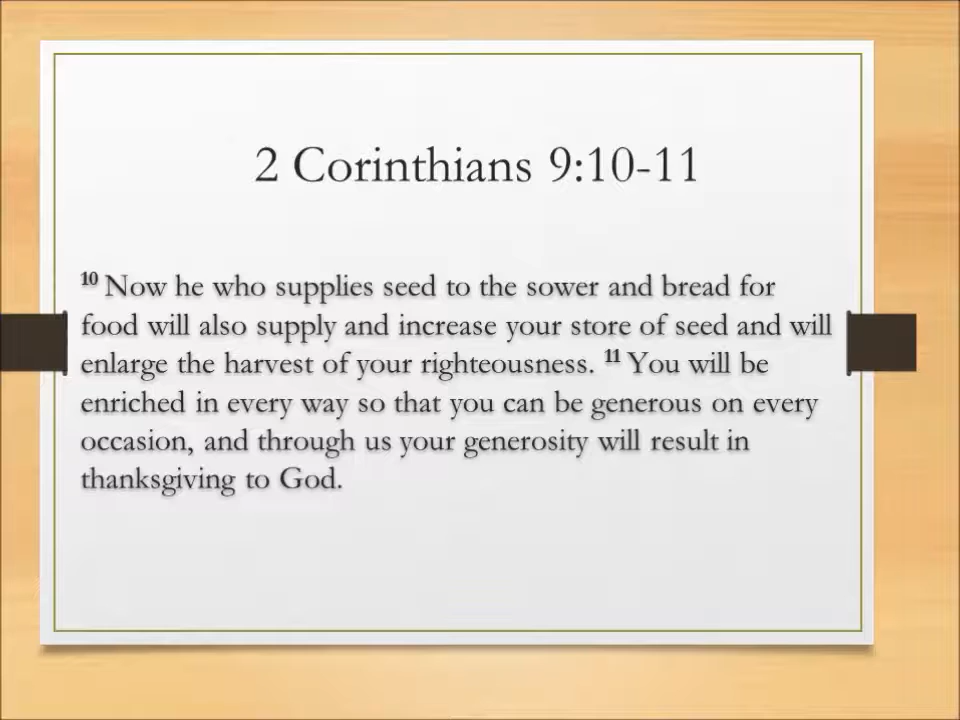 2 Corinthians 9:10-11
10 Now he who supplies seed to the sower and bread for
food will also supply and increase your store of seed and will
enlarge the harvest of your righteousness. 11 You will be
enriched in every way so that you can be generous on every
occasion, and through us your generosity will result in
thanksgiving to God.